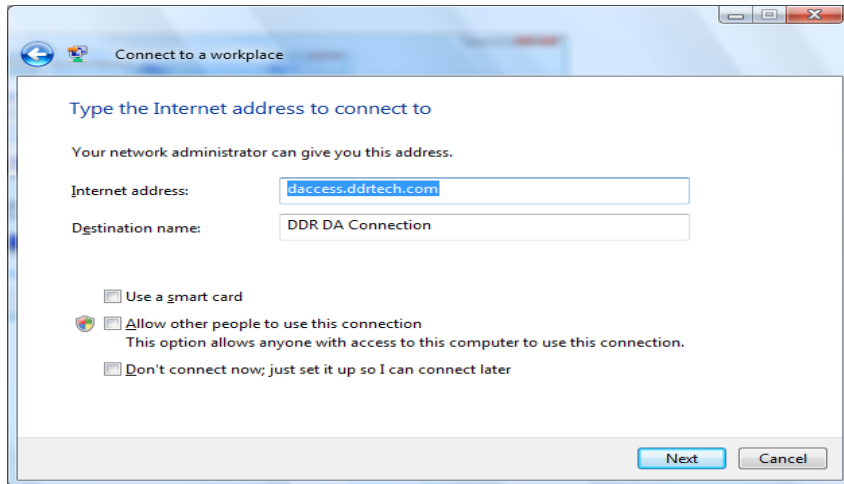 Connect to a workplace
Type the Internet address to connect to
Your network administrator can give you this address.
Internet address: daccess.ddrtech.com
Destination name: DDR DA Connection
Use a smart card
Allow other people to use this connection
This option allows anyone with access to this computer to use this connection.
Don't connect now; just set it up so I can connect later
Next Cancel